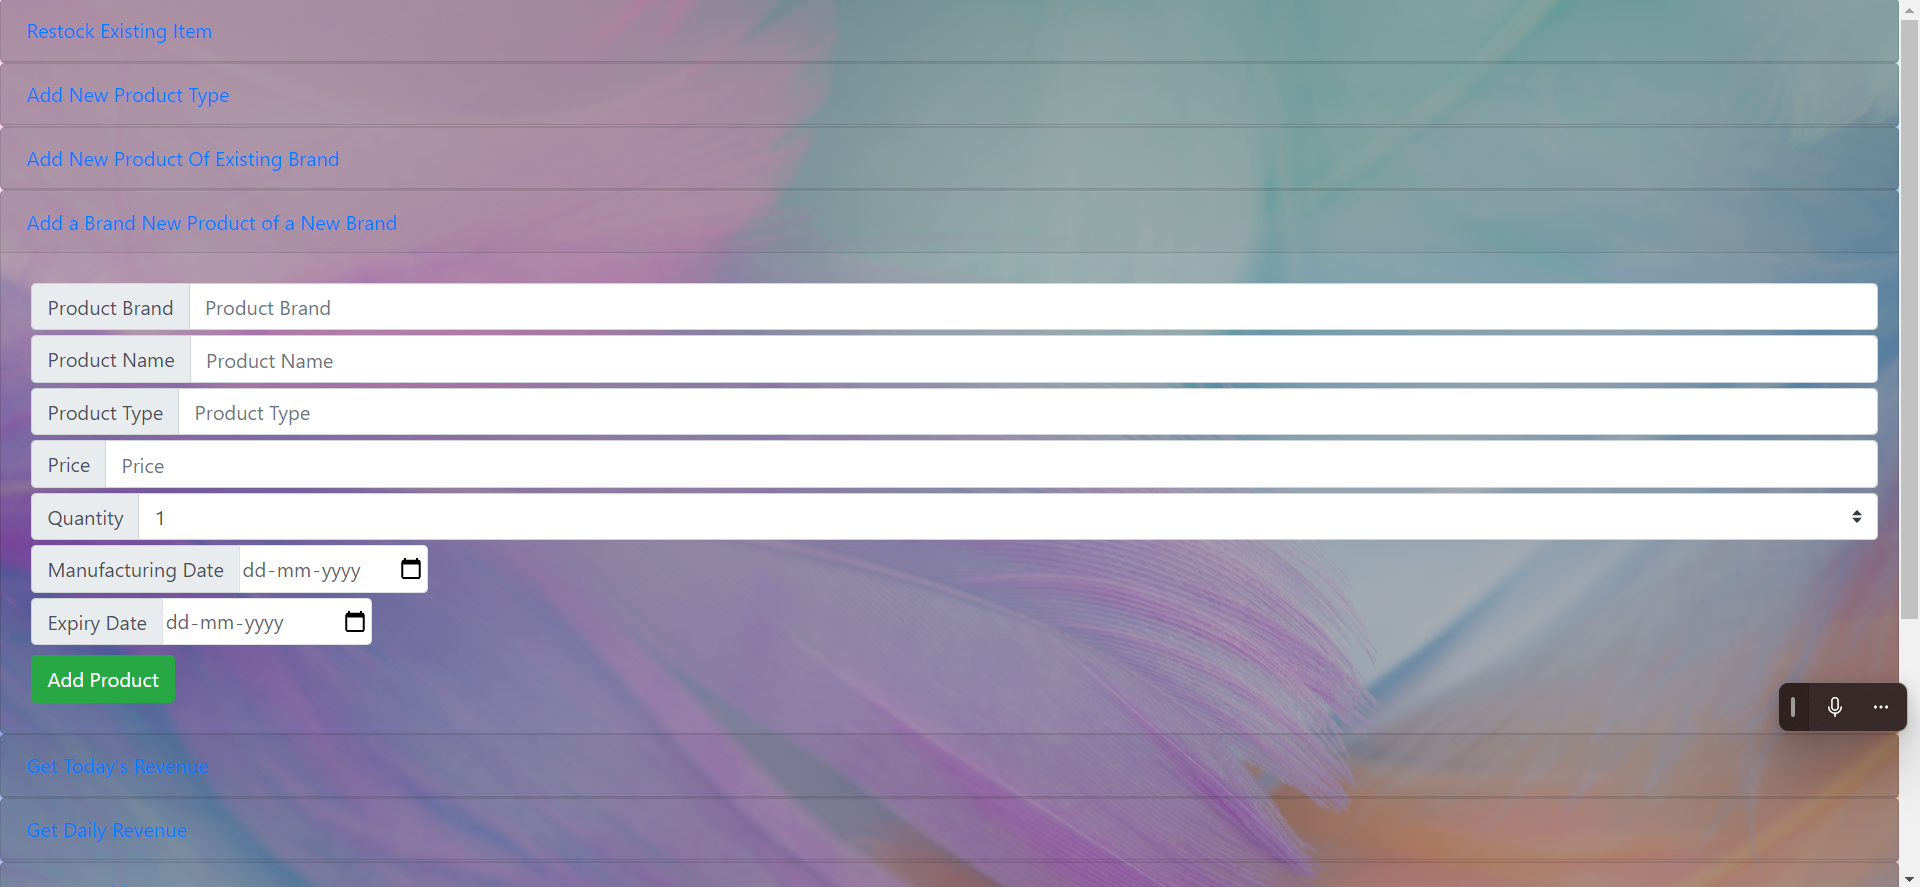 Restock Existing Item
Add New Product Type
Add New Product Of Existing Brand
Add a Brand New Product of a New Brand
Product Brand Product Brand
Product Name Product Name
Product Type Product Type
Price Price
Quantity 1
Manufacturing Date dd-mm-yyyy
Expiry Date dd-mm-yyyy
Add Product
Get Today's Revenue
Get Daily Revenue